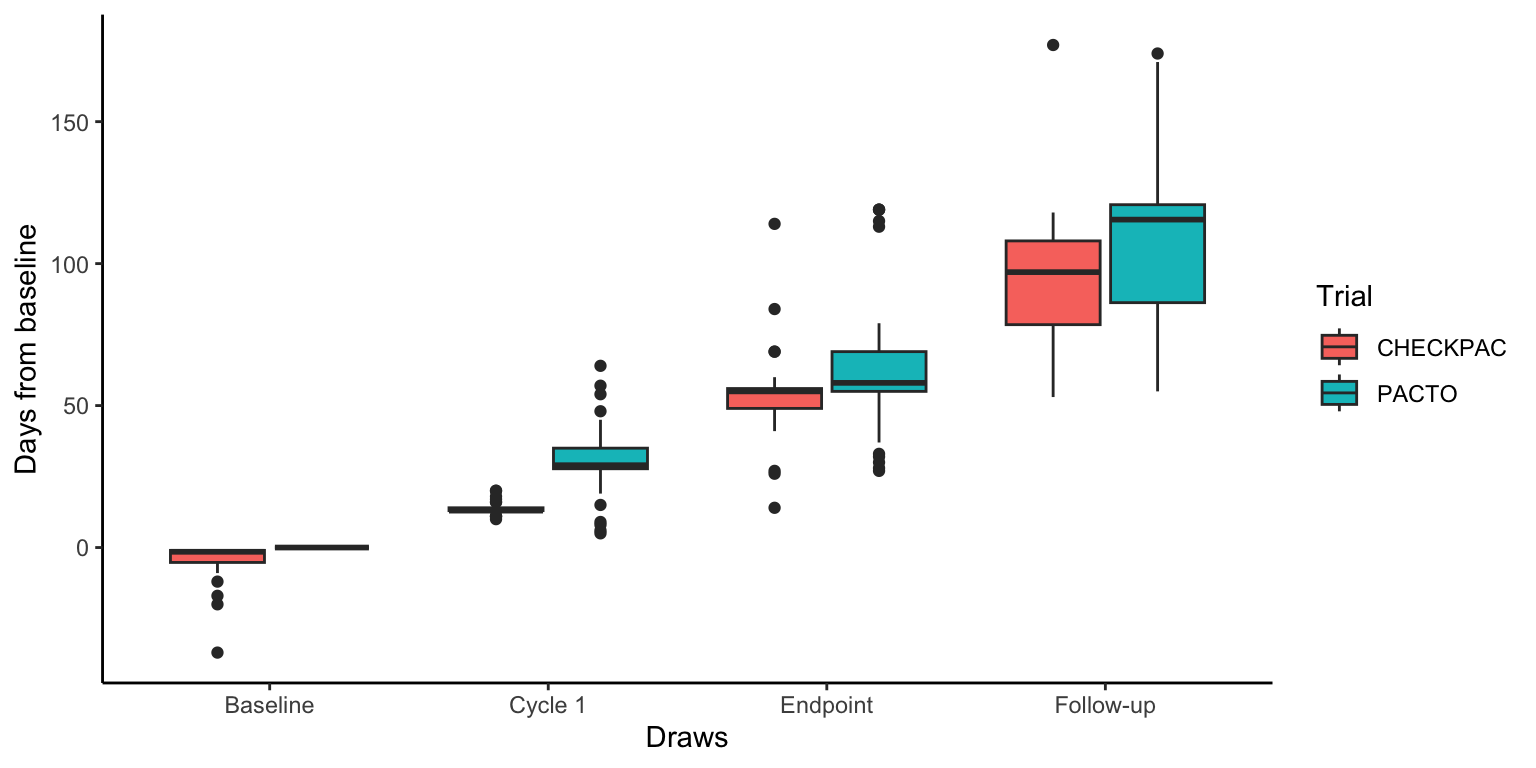 Days from baseline
150
100
50
0
Baseline
Cycle 1
Endpoint
Follow-up
Draws
Trial
CHECKPAC
PACTO